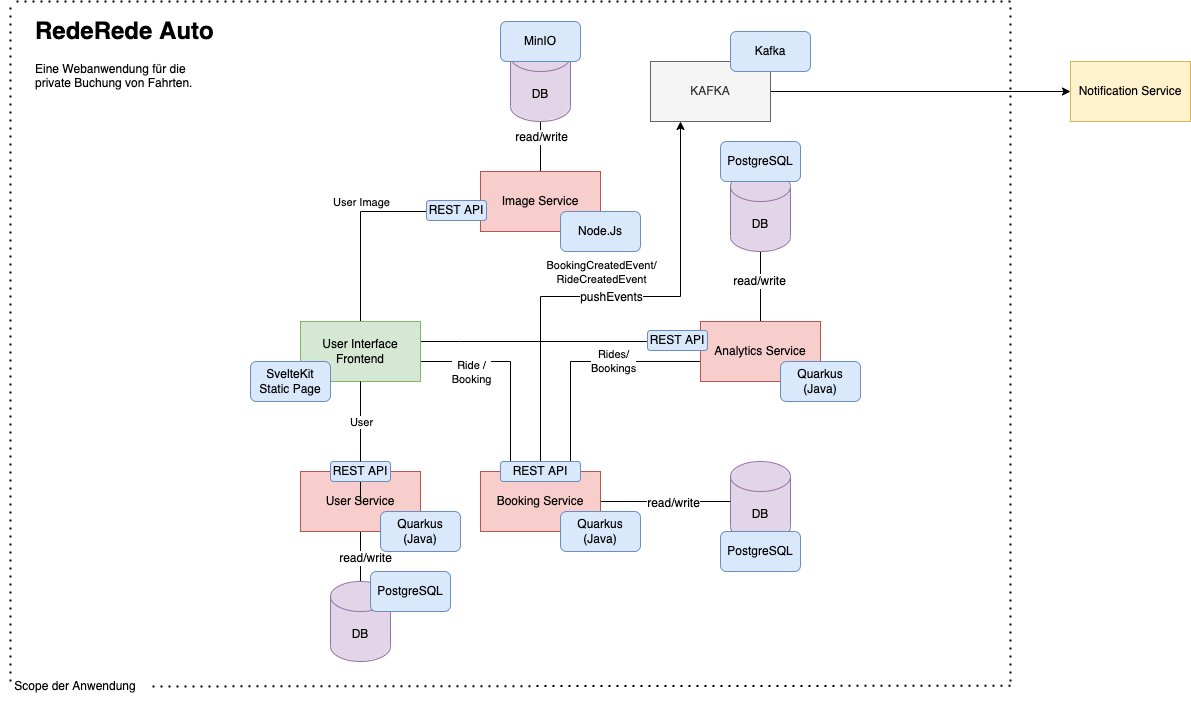 RedeRede Auto
Eine Webanwendung für die
private Buchung von Fahrten.
MinIO
DB
read/write
Kafka
KAFKA
Notification Service
PostgreSQL
DB
read/write
User Image
REST API
Image Service
Node.Js
BookingCreatedEvent/
RideCreatedEvent
pushEvents
User Interface
Frontend
SvelteKit
Static Page
REST API
Analytics Service
Quarkus
(Java)
Ride /
Booking
Rides/
Bookings
User
REST API
User Service
Quarkus
(Java)
read/write
PostgreSQL
DB
REST API
Booking Service
Quarkus
(Java)
read/write
DB
PostgreSQL
Scope der Anwendung